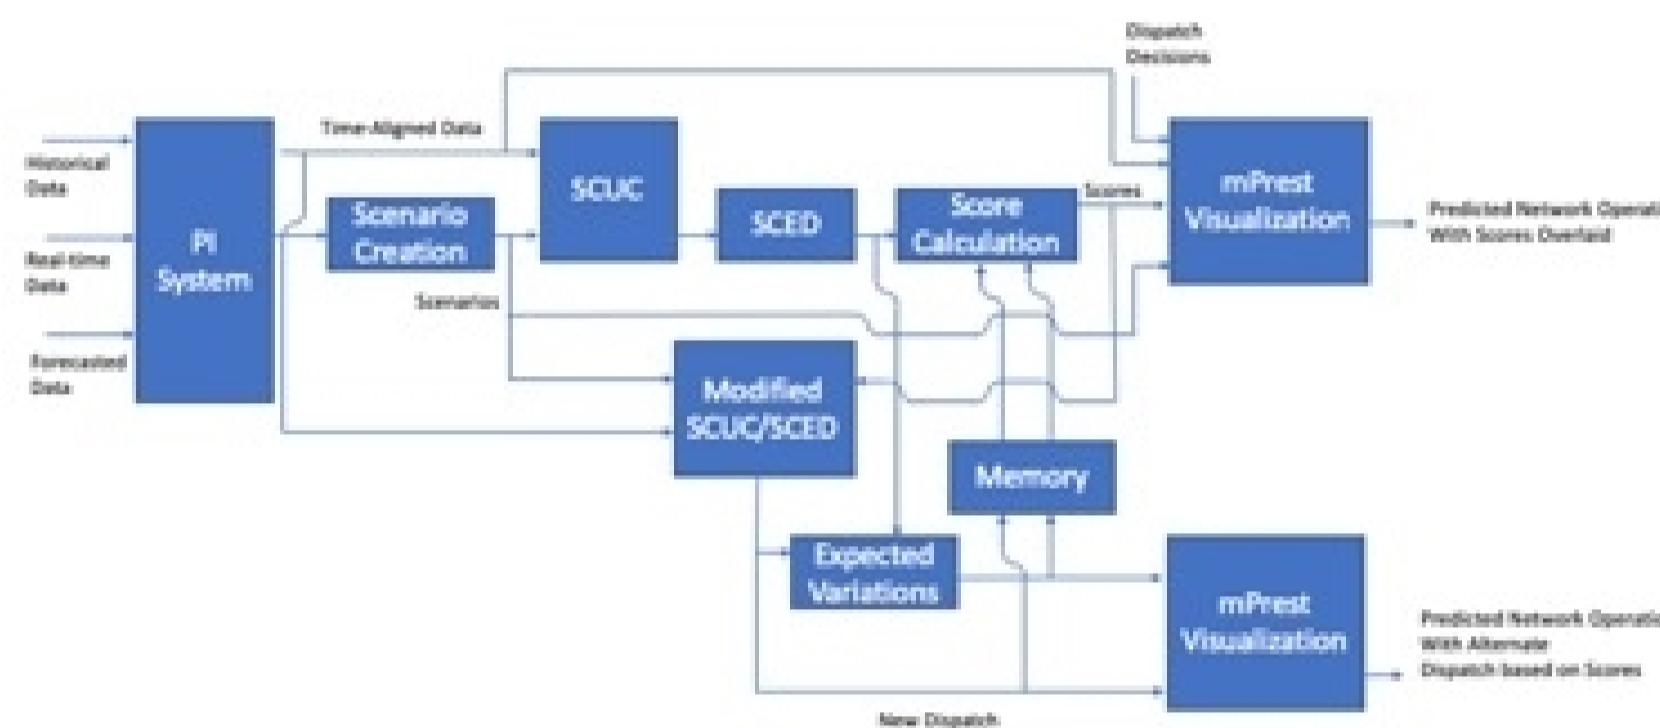 Dispatch
Decisions
Time-Aligned Data
Historical
Data
Real-time
Data
Forecasted
Data
PI
System
Scenario
Creation
Scenarios
SCUC
SCED
Score
Calculation
Scores
mPrest
Visualization
Predicted Network Operati
With Scores Overlaid
Modified
SCUC/SCED
Memory
Expected
Variations
mPrest
Visualization
Predicted Network Operatio
With Alternate
Dispatch based on Scores
New Dispatch